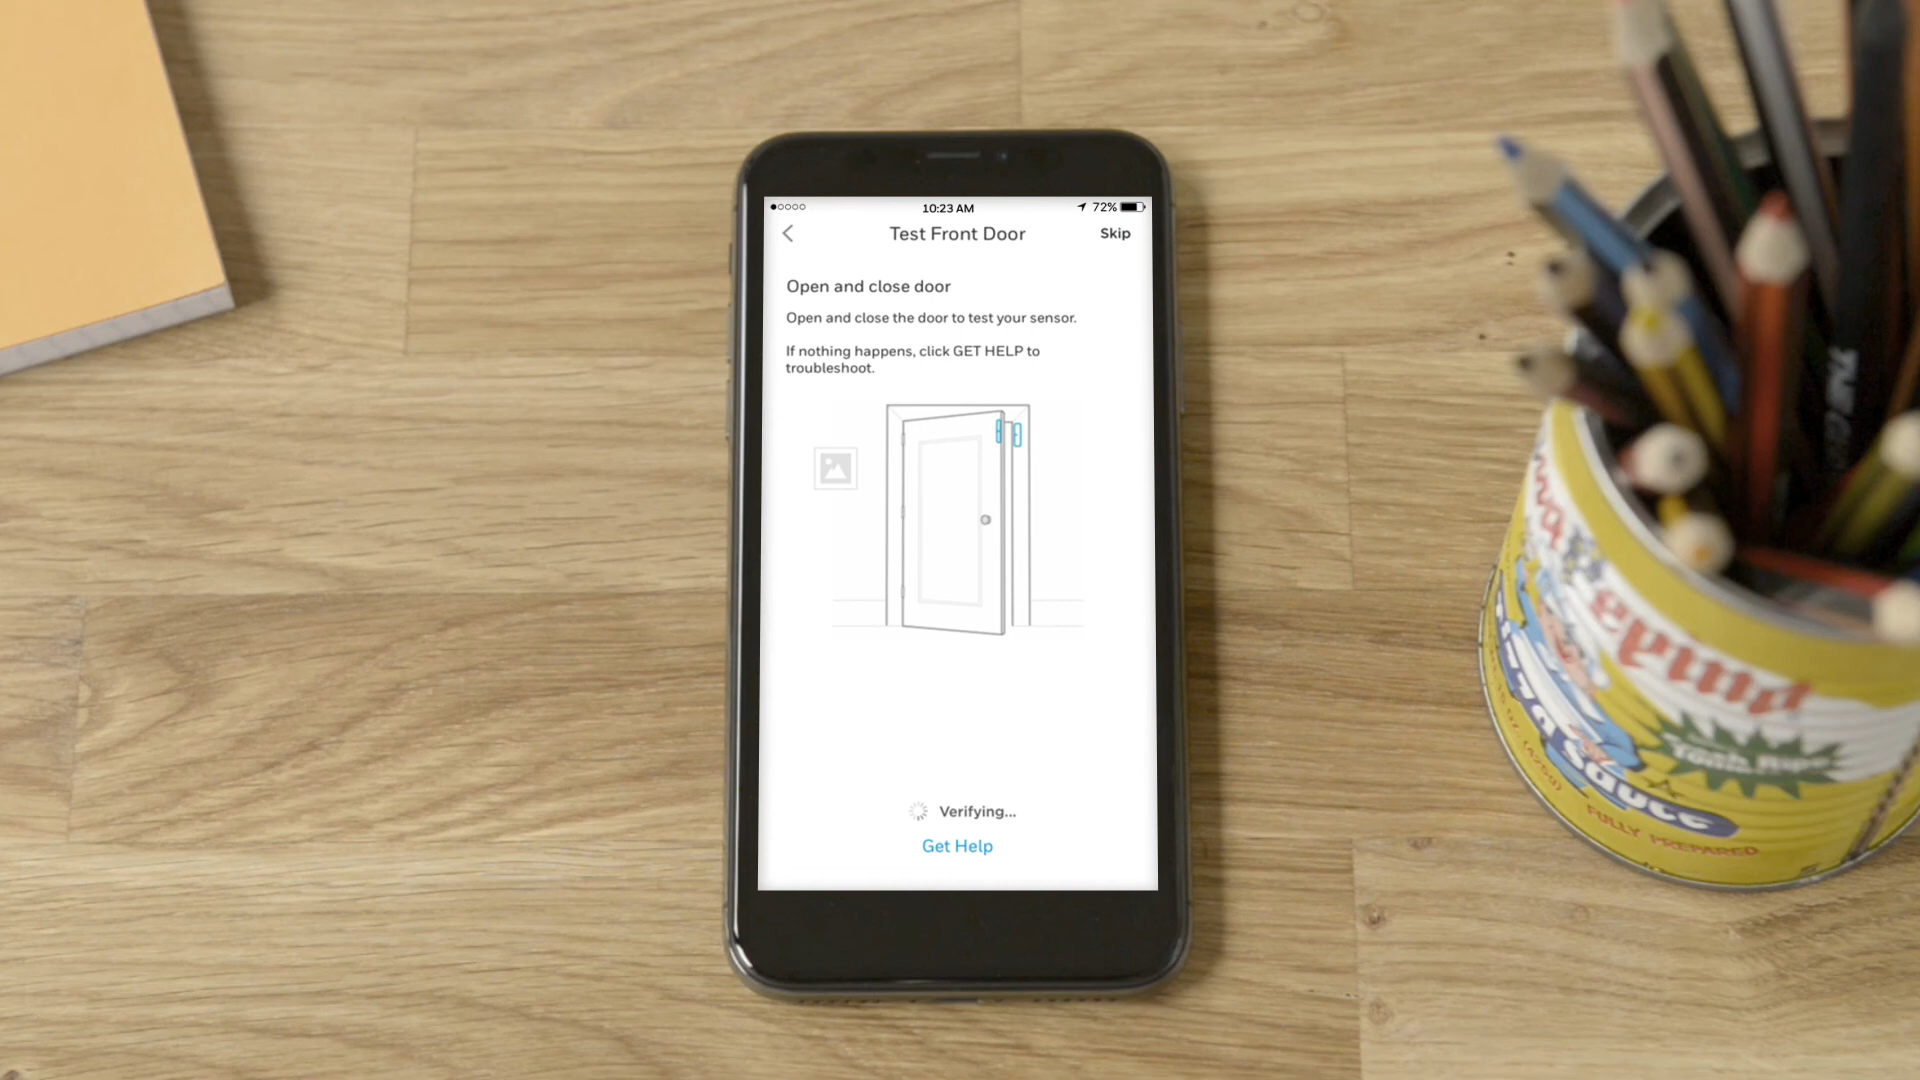 10:23 AM
72%
Test Front Door
Skip
Open and close door
Open and close the door to test your sensor.
If nothing happens, click GET HELP to
troubleshoot.
Verifying...
Get Help
Sauce
FULLY PREPARED